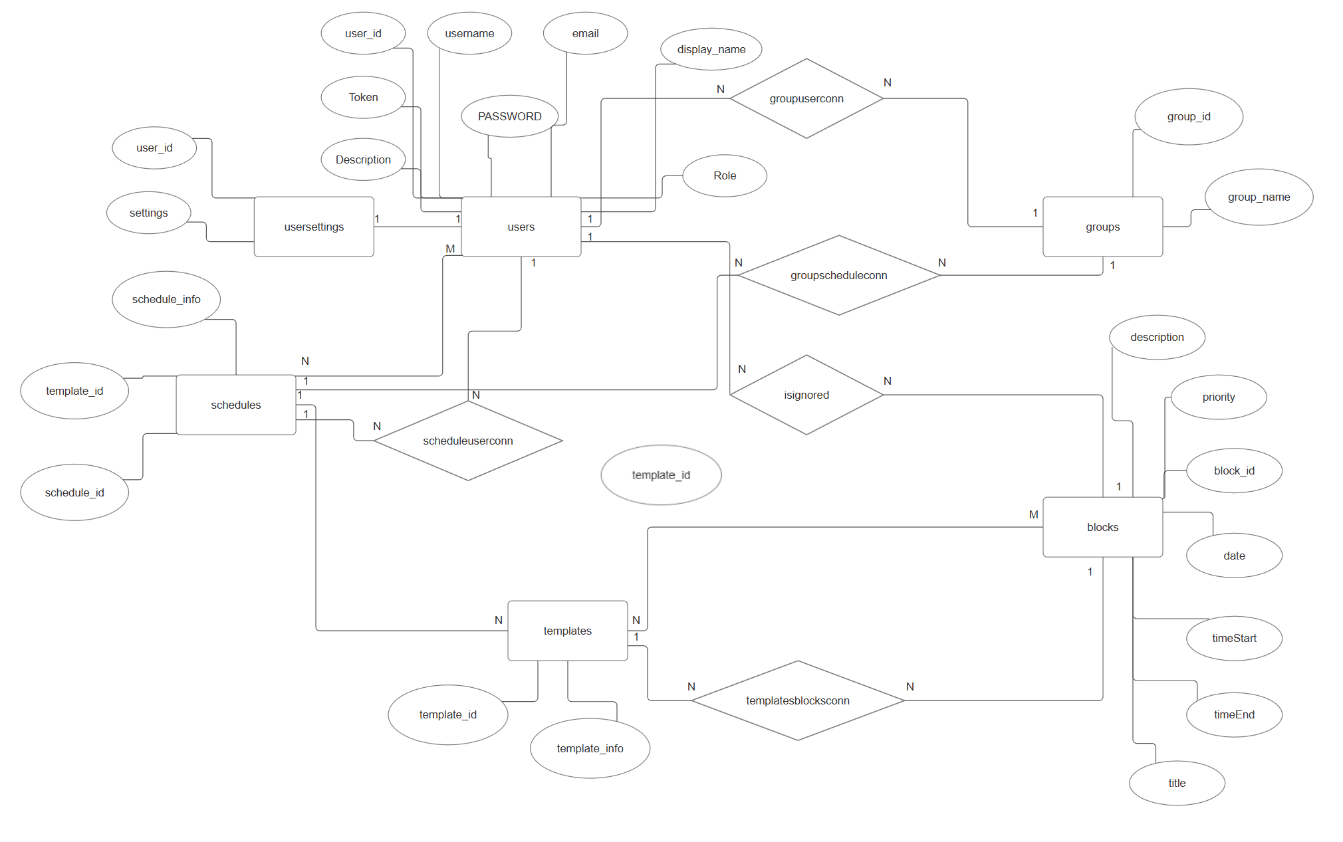 user_id
username
email
display_name
Token
PASSWORD
N
groupuserconn
N
group_id
user_id
Description
Role
settings
group_name
usersettings
1
1
users
1
1
1
groups
M
1
N
groupscheduleconn
N
1
schedule_info
description
N
template_id
1
1
1
schedules
N
N
scheduleuserconn
N
isignored
N
priority
template_id
block_id
schedule_id
1
M
blocks
date
1
N
templates
N
1
timeStart
N
templatesblocksconn
N
template_id
template_info
timeEnd
title